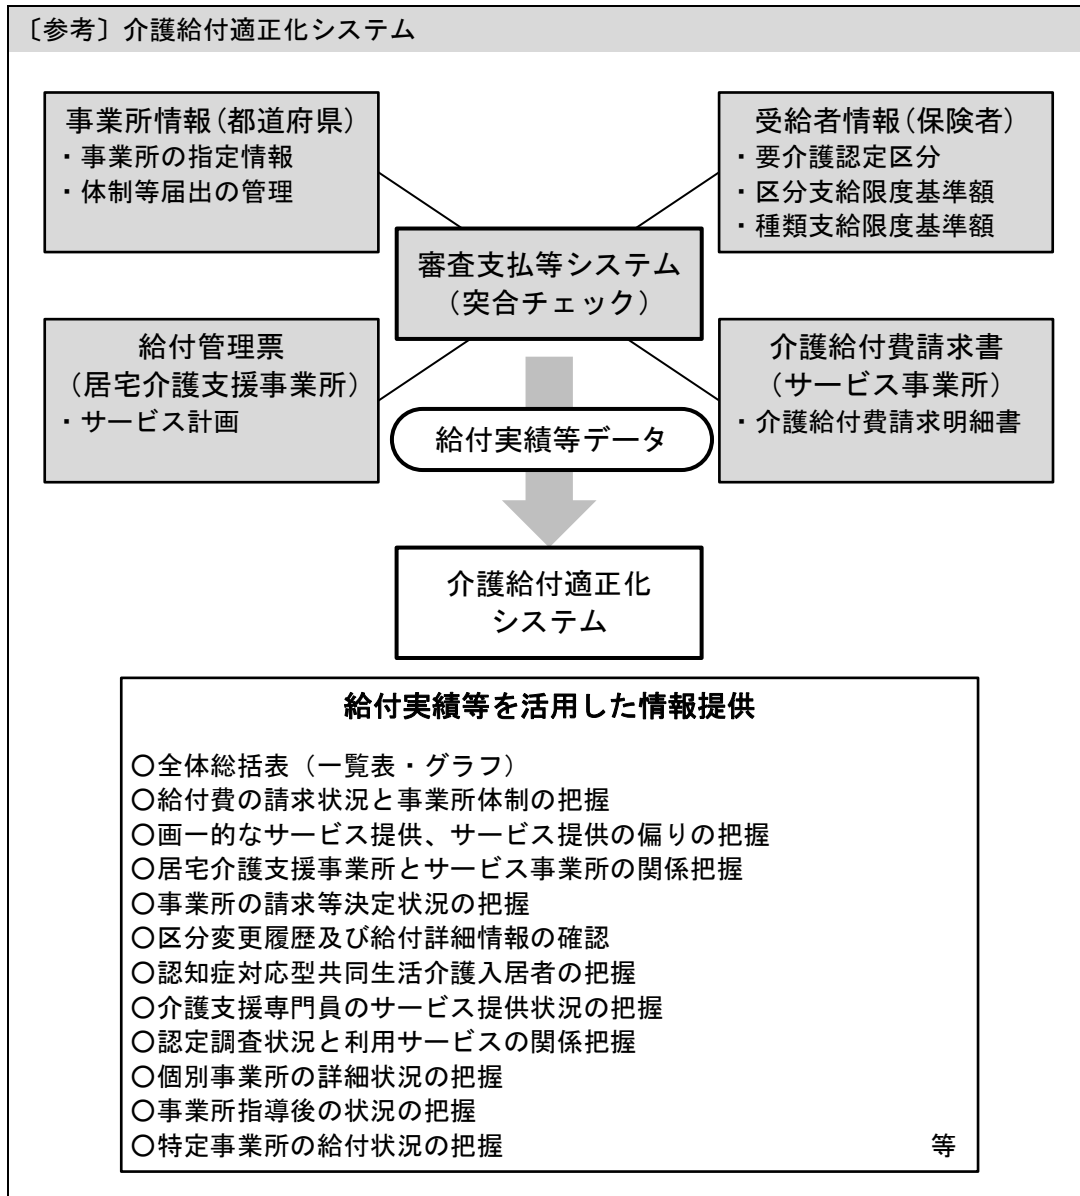 〔参考〕介護給付適正化システム
事業所情報(都道府県)
・事業所の指定情報
・体制等届出の管理
受給者情報(保険者)
・要介護認定区分
・区分支給限度基準額
・種類支給限度基準額
審査支払等システム
(突合チェック)
給付管理票
(居宅介護支援事業所)
・サービス計画
介護給付費請求書
(サービス事業所)
・介護給付費請求明細書
給付実績等データ
介護給付適正化
システム
給付実績等を活用した情報提供
○全体総括表(一覧表・グラフ)
○給付費の請求状況と事業所体制の把握
○画一的なサービス提供、サービス提供の偏りの把握
○居宅介護支援事業所とサービス事業所の関係把握
○事業所の請求等決定状況の把握
○区分変更履歴及び給付詳細情報の確認
○認知症対応型共同生活介護入居者の把握
○介護支援専門員のサービス提供状況の把握
○認定調査状況と利用サービスの関係把握
○個別事業所の詳細状況の把握
○事業所指導後の状況の把握
○特定事業所の給付状況の把握 等